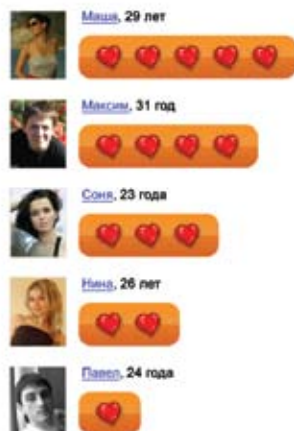 Маша, 29 лет
Максим, 31 год
Соня, 23 года
Нина, 26 лет
Павел, 24 года